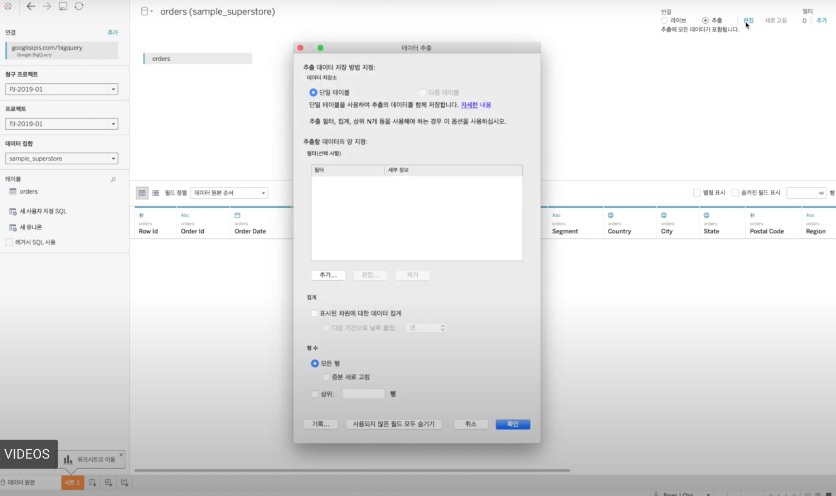 orders (sample_superstore)
연결
라이브
추출
편집
새로 고침
추출에 모든 데이터가 포함됩니다.
필터
0
추가
연결
추가
googleapis.com/bigquery
Google BigQuery
청구 프로젝트
PJ-2019-01
프로젝트
PJ-2019-01
데이터 집합
sample_superstore
테이블
orders
새 사용자 지정 SQL
새 유니온
레거시 SQL 사용
orders
데이터 추출
추출 데이터 저장 방법 지정:
데이터 저장소
단일 테이블
다중 테이블
단일 테이블을 사용하여 추출의 데이터를 함께 저장합니다. 자세한 내용
추출 필터, 집계, 상위 N개 등을 사용해야 하는 경우 이 옵션을 사용하십시오.
추출할 데이터의 양 지정:
필터(선택 사항)
필터
세부 정보
추가...
편집...
제거
집계
표시된 차원에 대한 데이터 집계
다음 기간으로 날짜 롤업:
년
행 수
모든 행
증분 새로 고침
상위:
행
기록...
사용되지 않은 필드 모두 숨기기
취소
확인
필드 정렬
데이터 원본 순서
별칭 표시
숨겨진 필드 표시
행
Abc
Abc
Abc
orders
orders
orders
orders
orders
orders
orders
orders
orders
Row Id
Order Id
Order Date
Segment
Country
City
State
Postal Code
Region
VIDEOS
워크시트로 이동
데이터 원본
시트 1